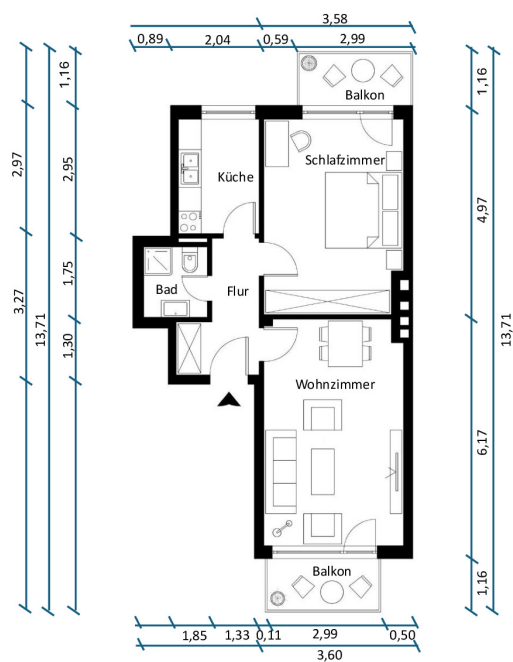 3,58
0,89 2,04 0,59 2,99
1,16
1,16
Balkon
2,97
2,95
Küche
Schlafzimmer
4,97
3,27
13,71
1,75
Bad
Flur
13,71
1,30
Wohnzimmer
6,17
Balkon
1,16
1,85 1,33 0,11 2,99 0,50
3,60